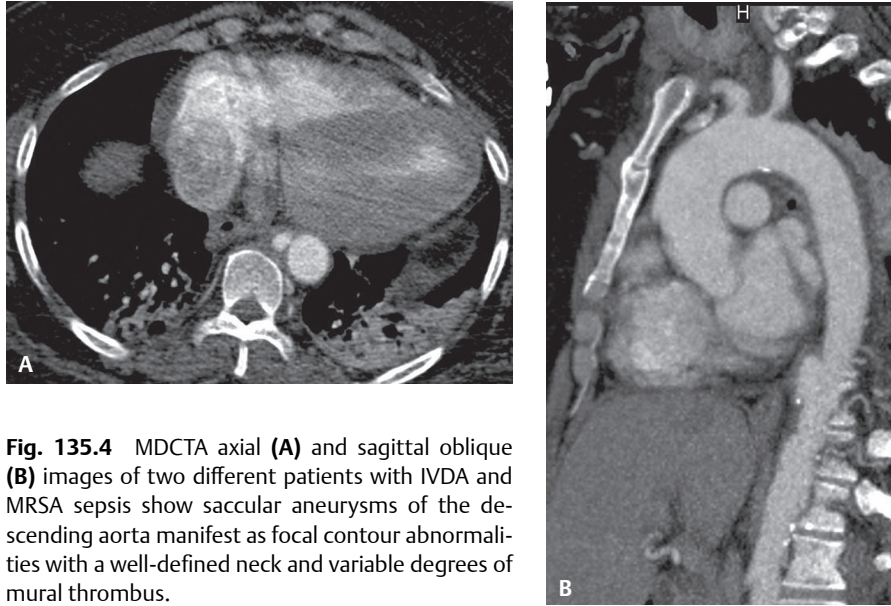 H
A
Fig. 135.4 MDCTA axial (A) and sagittal oblique
(B) images of two different patients with IVDA and
MRSA sepsis show saccular aneurysms of the de-
scending aorta manifest as focal contour abnormali-
ties with a well-defined neck and variable degrees of
mural thrombus.
B